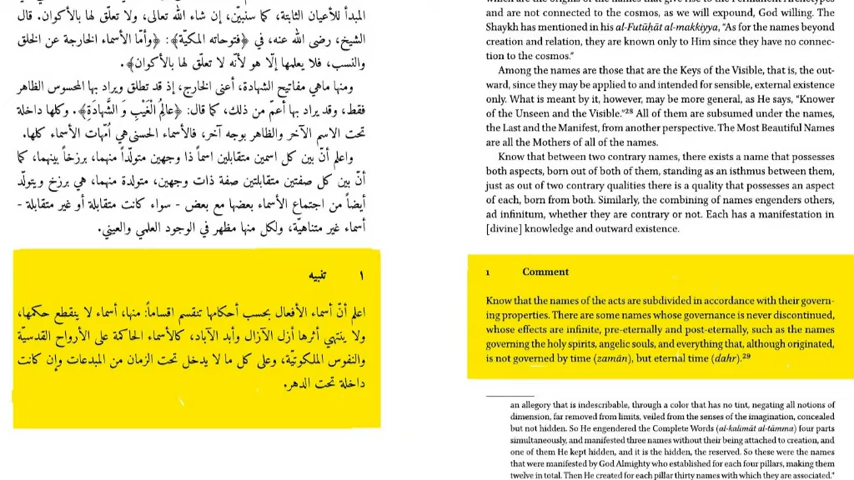 المبدأ للأعيان الثابتة، كما سنبيّن، إن شاء الله تعالى، ولا تعلّق لها بالأكوان. قال
الشيخ، رضى الله عنه، في ﴿فتوحاته المكيّة﴾: ﴿وأمّا الأسماء الخارجة عن الخلق
والنسب، فلا يعلمها إلّا هو لأنّه لا تعلّق لها بالأكوان﴾.
ومنها ماهي مفاتيح الشهادة، أعنى الخارج، إذ قد تطلق ويراد بها المحسوس الظاهر
فقط، وقد يراد بها أعمّ من ذلك، كما قال: ﴿عالِمُ الْغَيْبِ وَ الشَّهادَةِ﴾. وكلها داخلة
تحت الاسم الآخر والظاهر بوجه آخر، فالأسماء الحسنى هي أمّهات الأسماء كلها.
واعلم أنّ بين كل اسمين متقابلين اسماً ذا وجهين متولّداً منهما، برزخاً بينهما، كما
أنّ بين كل صفتين متقابلتين صفة ذات وجهين، متولدة منهما، هي برزخ ويتولّد
أيضاً من اجتماع الأسماء بعضها مع بعض - سواء كانت متقابلة أو غير متقابلة -
أسماء غير متناهيّة، ولكل منها مظهر في الوجود العلمي والعيني.
١ تنبيه
اعلم أنّ أسماء الأفعال بحسب أحكامها تنقسم اقساماً: منها، أسماء لا ينقطع حكمها،
ولا ينتهي أثرها أزل الآزال وأبد الآباد، كالأسماء الحاكمة على الأرواح القدسيّة
والنفوس الملكوتيّة، وعلى كل ما لا يدخل تحت الزمان من المبدعات وإن كانت
داخلة تحت الدهر.
which are the origins of the names that give rise to the Permanent Archetypes
and are not connected to the cosmos, as we will expound, God willing. The
Shaykh has mentioned in his al-Futūḥāt al-makkiyya, “As for the names beyond
creation and relation, they are known only to Him since they have no connec-
tion to the cosmos.”
Among the names are those that are the Keys of the Visible, that is, the out-
ward, since they may be applied to and intended for sensible, external existence
only. What is meant by it, however, may be more general, as He says, “Knower
of the Unseen and the Visible.”28 All of them are subsumed under the names,
the Last and the Manifest, from another perspective. The Most Beautiful Names
are all the Mothers of all of the names.
Know that between two contrary names, there exists a name that possesses
both aspects, born out of both of them, standing as an isthmus between them,
just as out of two contrary qualities there is a quality that possesses an aspect
of each, born from both. Similarly, the combining of names engenders others,
ad infinitum, whether they are contrary or not. Each has a manifestation in
[divine] knowledge and outward existence.
1 Comment
Know that the names of the acts are subdivided in accordance with their govern-
ing properties. There are some names whose governance is never discontinued,
whose effects are infinite, pre-eternally and post-eternally, such as the names
governing the holy spirits, angelic souls, and everything that, although originated,
is not governed by time (zamān), but eternal time (dahr).29
an allegory that is indescribable, through a color that has no tint, negating all notions of
dimension, far removed from limits, veiled from the senses of the imagination, concealed
but not hidden. So He engendered the Complete Words (al-kalimāt al-tāmma) four parts
simultaneously, and manifested three names without their being attached to creation, and
one of them He kept hidden, and it is the hidden, the reserved. So these were the names
that were manifested by God Almighty who established for each four pillars, making them
twelve in total. Then He created for each pillar thirty names with which they are associated.”